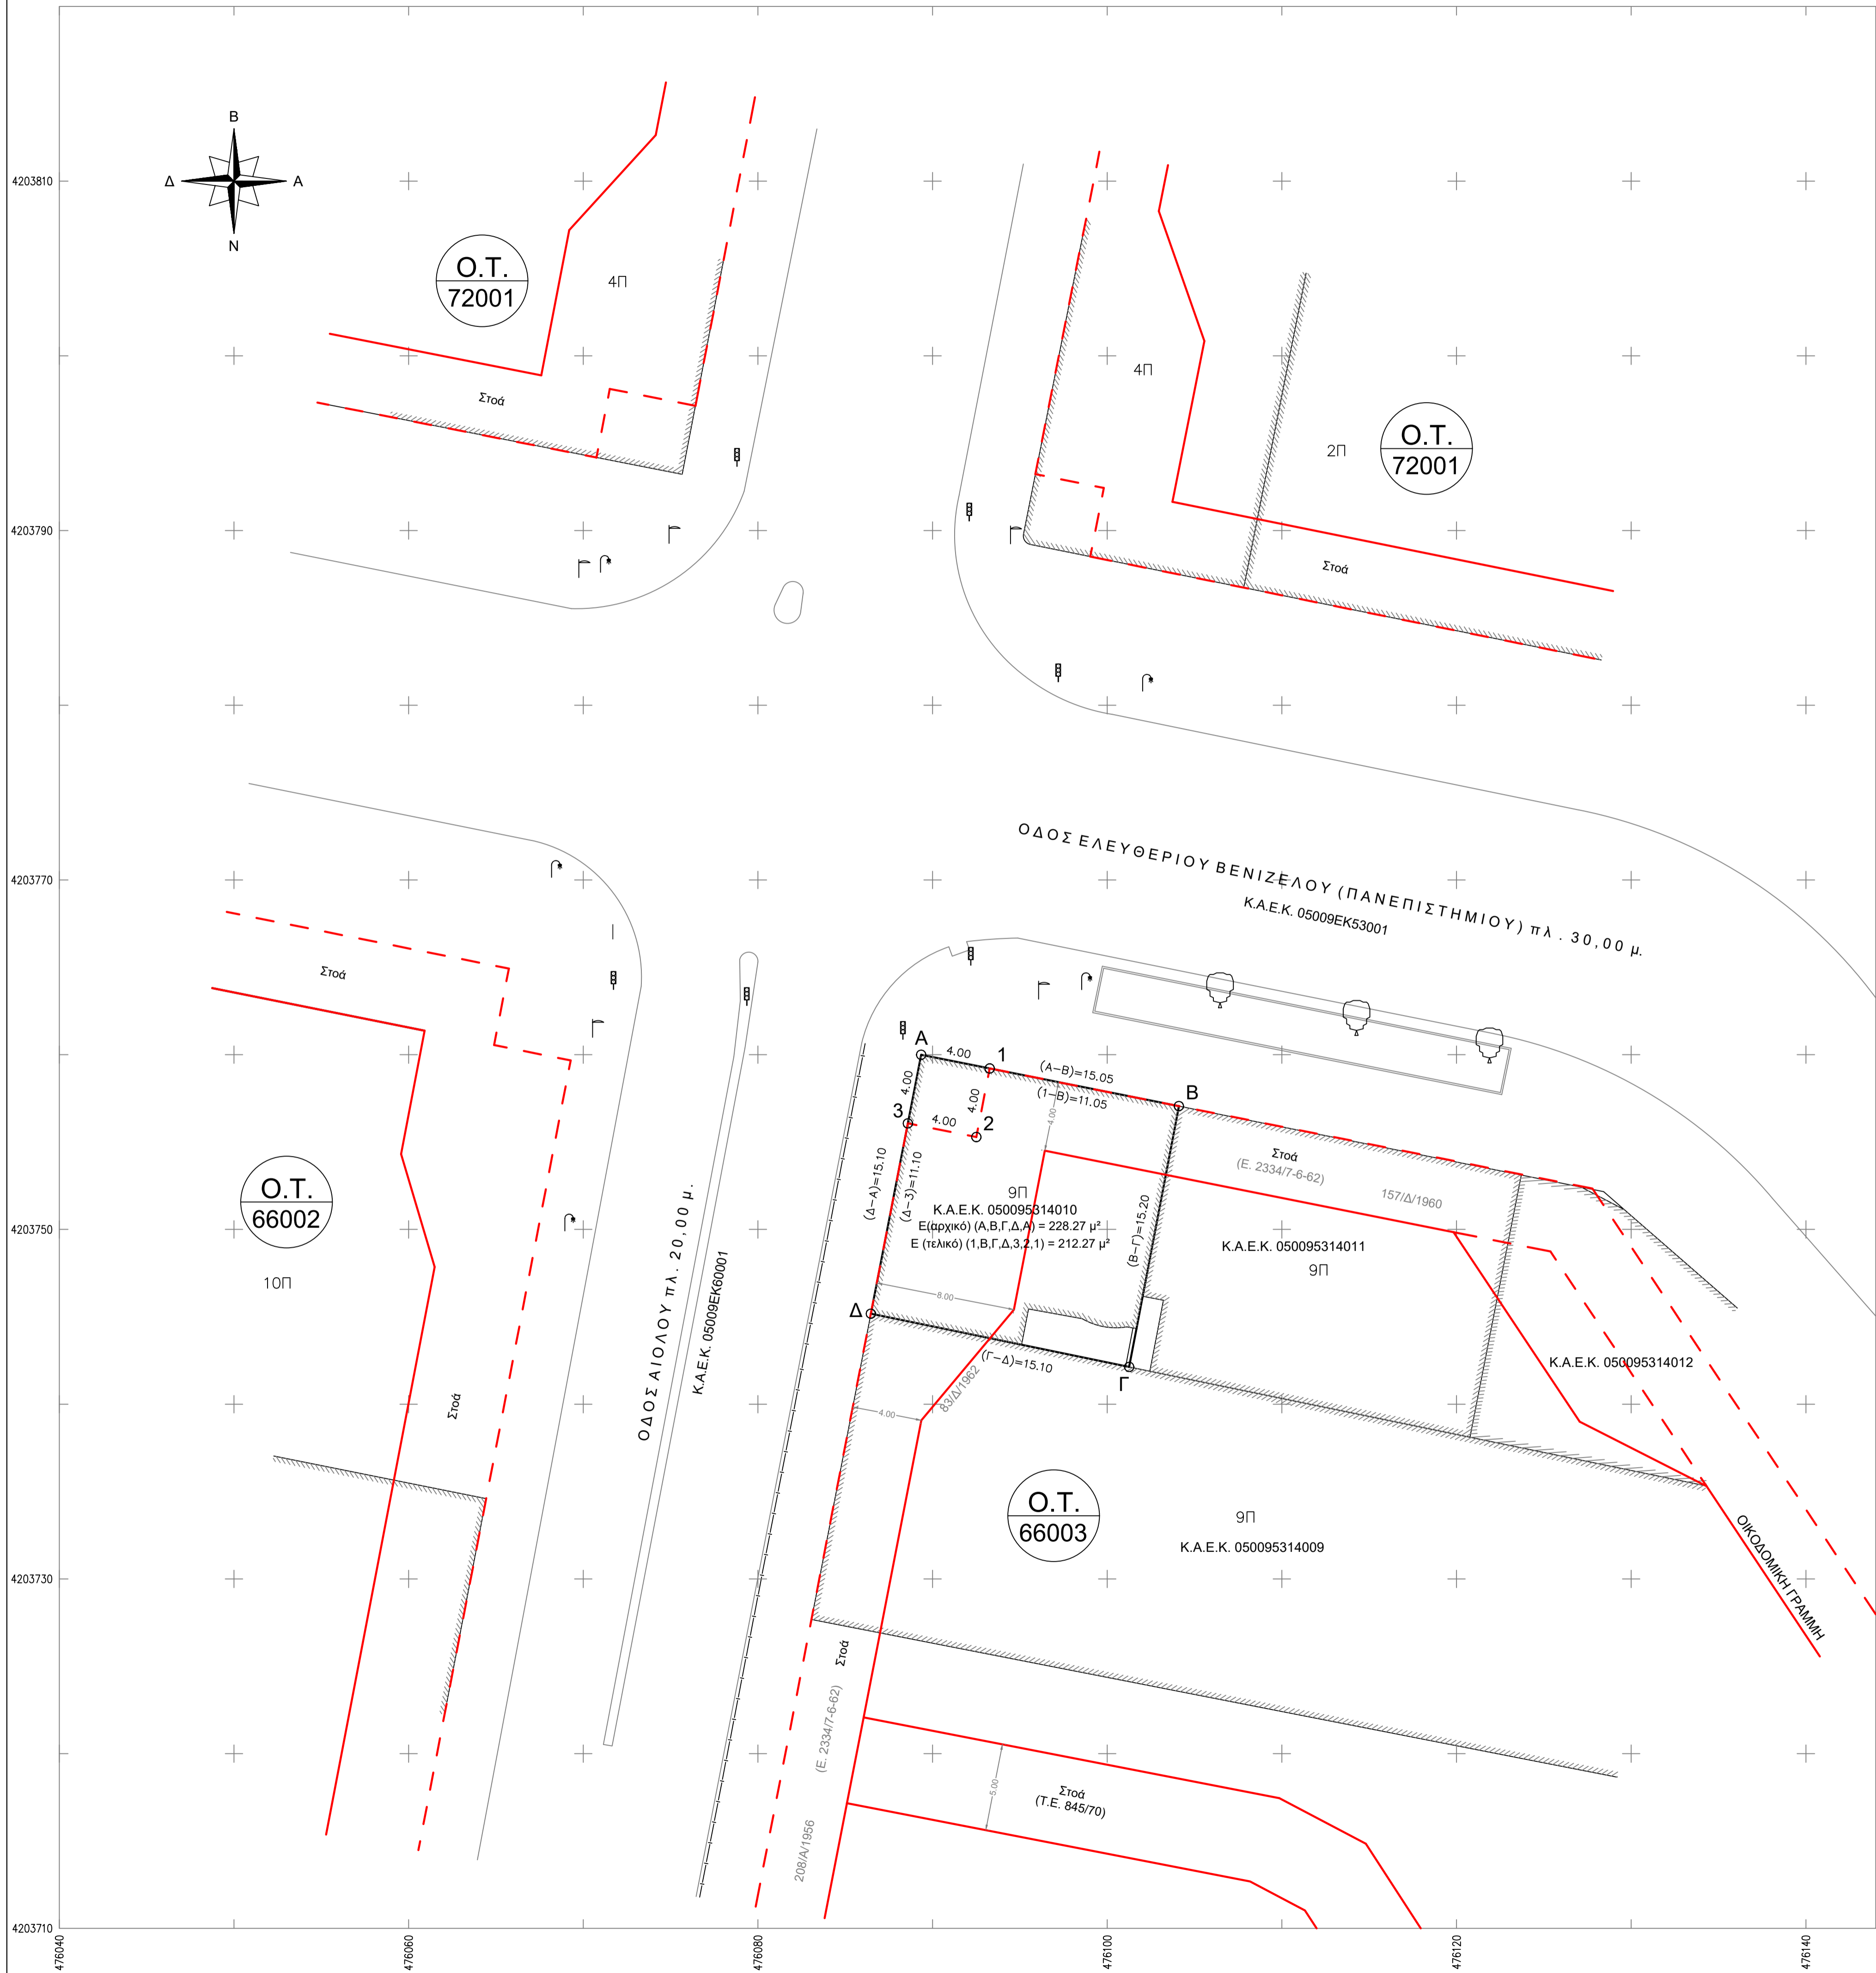 Β
Δ
Α
Ν
4203810
Ο.Τ.
72001
4Π
Στοά
4Π
2Π
Ο.Τ.
72001
Στοά
4203790
4203770
ΟΔΟΣ ΕΛΕΥΘΕΡΙΟΥ ΒΕΝΙΖΕΛΟΥ (ΠΑΝΕΠΙΣΤΗΜΙΟΥ) πλ. 30,00 μ.
Κ.Α.Ε.Κ. 05009ΕΚ53001
Στοά
Α
4.00
1
(Α-Β)=15.05
(1-Β)=11.05
Β
4.00
4.00
4.00
3
4.00
2
Στοά
(Ε. 2334/7-6-62)
157/Δ/1960
(Δ-Α)=15.10
(Δ-3)=11.10
9Π
Κ.Α.Ε.Κ. 050095314010
Ε(αρχικό) (Α,Β,Γ,Δ,Α) = 228.27 μ²
Ε (τελικό) (1,Β,Γ,Δ,3,2,1) = 212.27 μ²
(Β-Γ)=15.20
4203750
Ο.Τ.
66002
10Π
Κ.Α.Ε.Κ. 050095314011
9Π
ΟΔΟΣ ΑΙΟΛΟΥ πλ. 20,00 μ.
Κ.Α.Ε.Κ. 05009ΕΚ60001
8.00
Δ
(Γ-Δ)=15.10
Γ
Κ.Α.Ε.Κ. 050095314012
83/Δ/1962
4.00
Στοά
Ο.Τ.
66003
9Π
Κ.Α.Ε.Κ. 050095314009
ΟΙΚΟΔΟΜΙΚΗ ΓΡΑΜΜΗ
4203730
Στοά
(Ε. 2334/7-6-62)
208/Α/1956
5.00
Στοά
(Τ.Ε. 845/70)
4203710
476040
476060
476080
476100
476120
476140